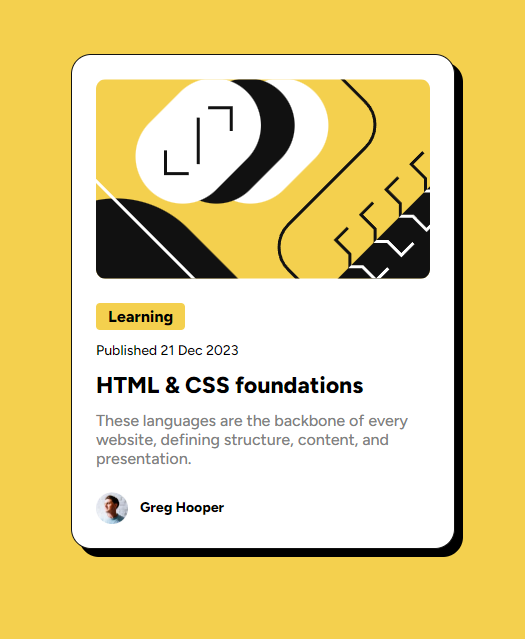 Learning
Published 21 Dec 2023
HTML & CSS foundations
These languages are the backbone of every
website, defining structure, content, and
presentation.
Greg Hooper